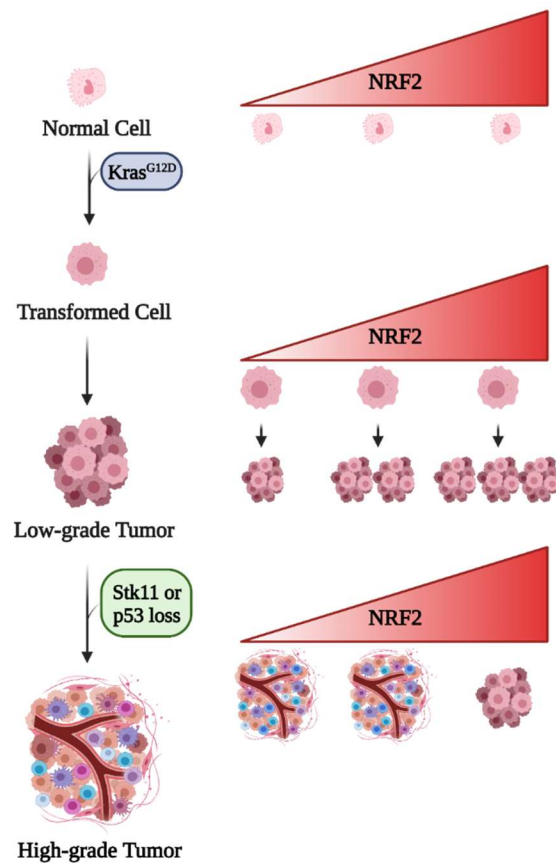 NRF2
Normal Cell
Kras^G12D
Transformed Cell
NRF2
Low-grade Tumor
Stk11 or
p53 loss
NRF2
High-grade Tumor